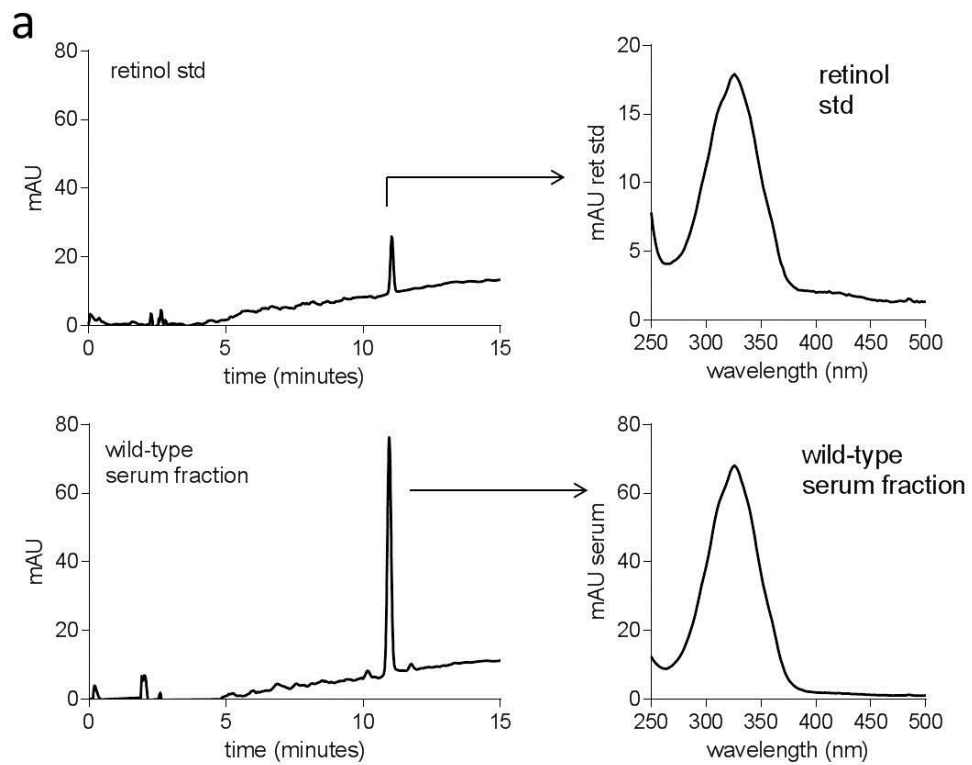 a
80
60
40
20
0
mAU
retinol std
0
5
10
15
time (minutes)
20
15
10
5
0
mAU ret std
retinol
std
250
300
350
400
450
500
wavelength (nm)
80
60
40
20
0
mAU
wild-type
serum fraction
0
5
10
15
time (minutes)
80
60
40
20
0
mAU serum
wild-type
serum fraction
250
300
350
400
450
500
wavelength (nm)